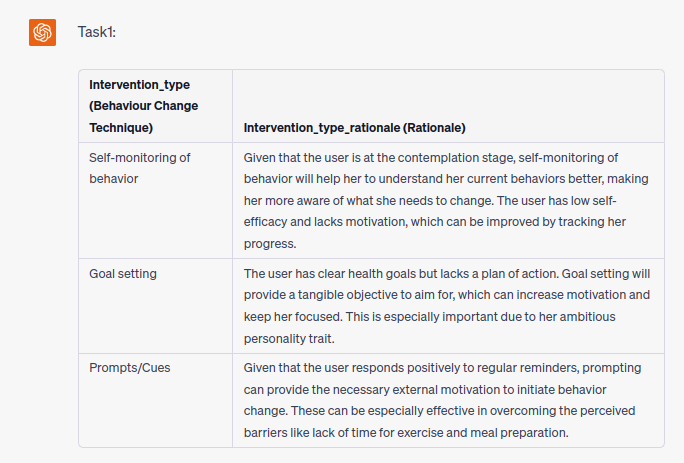 Task1:
Intervention_type
(Behaviour Change
Technique)
Intervention_type_rationale (Rationale)
Self-monitoring of
behavior
Given that the user is at the contemplation stage, self-monitoring of
behavior will help her to understand her current behaviors better, making
her more aware of what she needs to change. The user has low self-
efficacy and lacks motivation, which can be improved by tracking her
progress.
Goal setting
The user has clear health goals but lacks a plan of action. Goal setting will
provide a tangible objective to aim for, which can increase motivation and
keep her focused. This is especially important due to her ambitious
personality trait.
Prompts/Cues
Given that the user responds positively to regular reminders, prompting
can provide the necessary external motivation to initiate behavior
change. These can be especially effective in overcoming the perceived
barriers like lack of time for exercise and meal preparation.